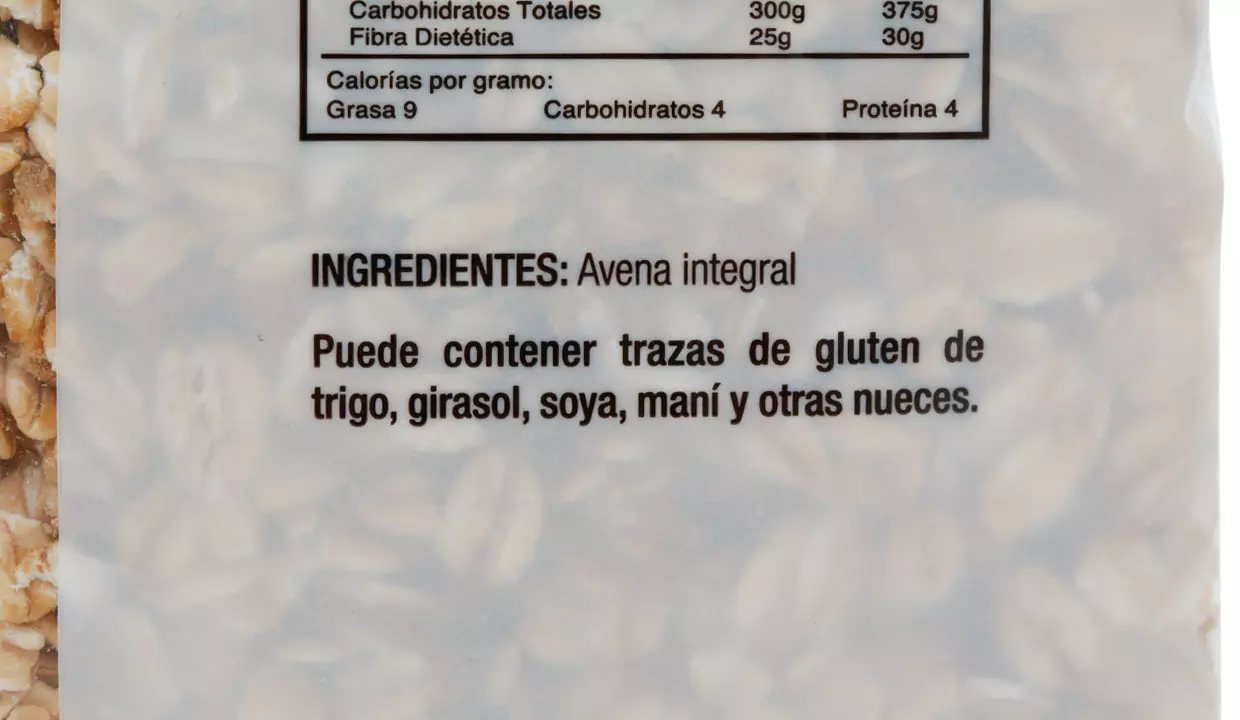 Carbohidratos Totales 300g 375g
Fibra Dietética 25g 30g
Calorías por gramo:
Grasa 9 Carbohidratos 4 Proteína 4
INGREDIENTES: Avena integral
Puede contener trazas de gluten de
trigo, girasol, soya, maní y otras nueces.